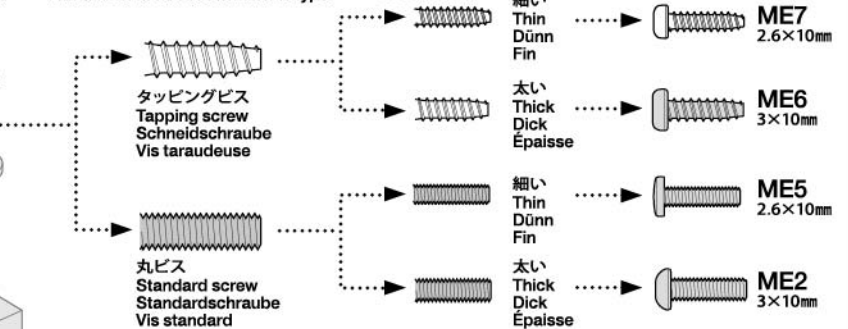 細い
Thin
Dünn
Fin
ME7
2.6×10mm
タッピングビス
Tapping screw
Schneidschraube
Vis taraudeuse
太い
Thick
Dick
Épaisse
ME6
3×10mm
細い
Thin
Dünn
Fin
ME5
2.6×10mm
丸ビス
Standard screw
Standardschraube
Vis standard
太い
Thick
Dick
Épaisse
ME2
3×10mm